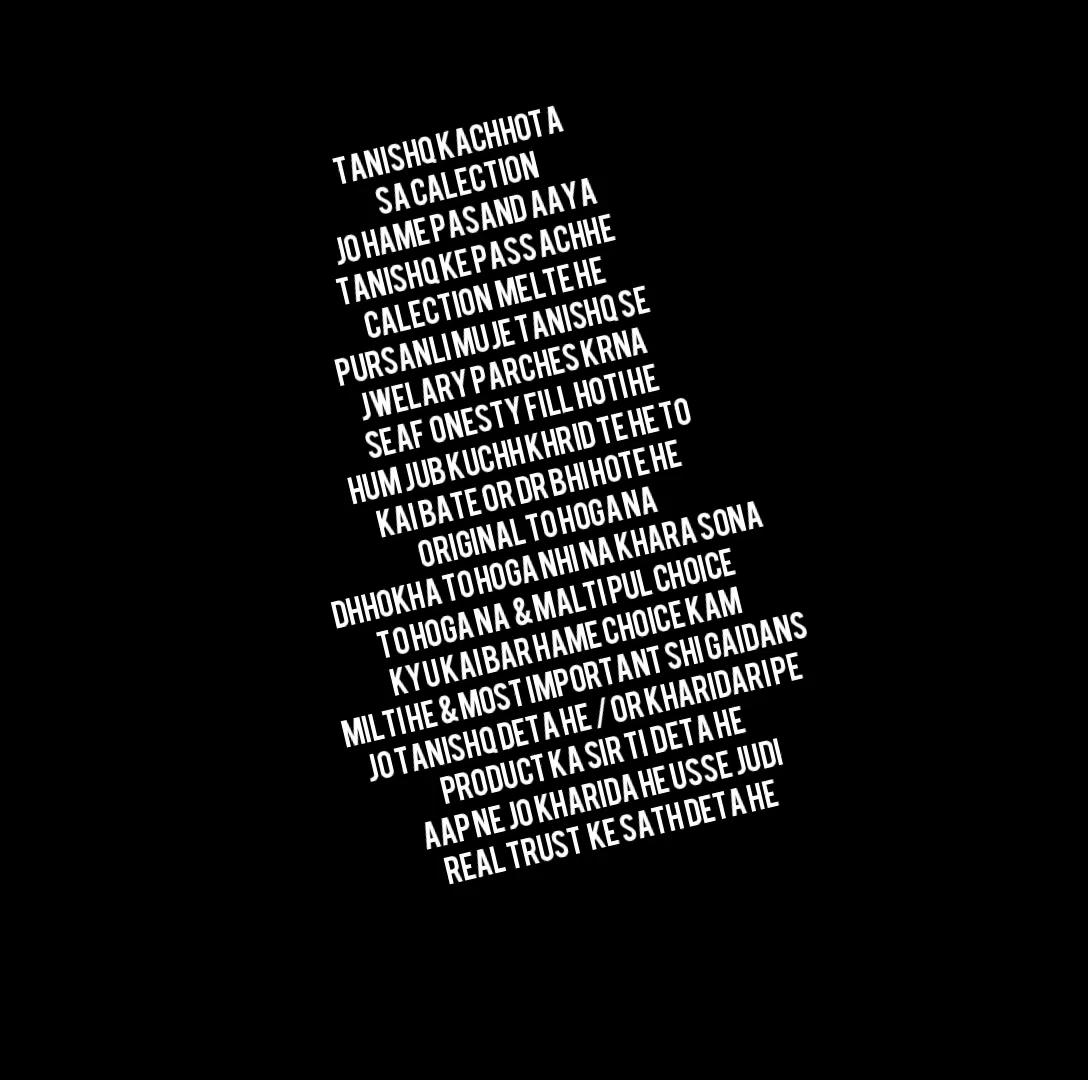 TANISHQ KA CHHOTA
SA CALECTION
JO HAME PASAND AAYA
TANISHQ KE PASS ACHHE
CALECTION MELTE HE
PURSANLI MUJE TANISHQ SE
JWELARY PARCHES KRNA
SEAF ONESTY FILL HOTI HE
HUM JUB KUCHH KHRID TE HE TO
KAI BATE OR DR BHI HOTE HE
ORIGINAL TO HOGA NA
DHHOKHA TO HOGA NHI NA KHARA SONA
TO HOGA NA & MALTI PUL CHOICE
KYU KAI BAR HAME CHOICE KAM
MILTI HE & MOST IMPORTANT SHI GAIDANS
JO TANISHQ DETA HE / OR KHARIDARI PE
PRODUCT KA SIR TI DETA HE
AAP NE JO KHARIDA HE USSE JUDI
REAL TRUST KE SATH DETA HE